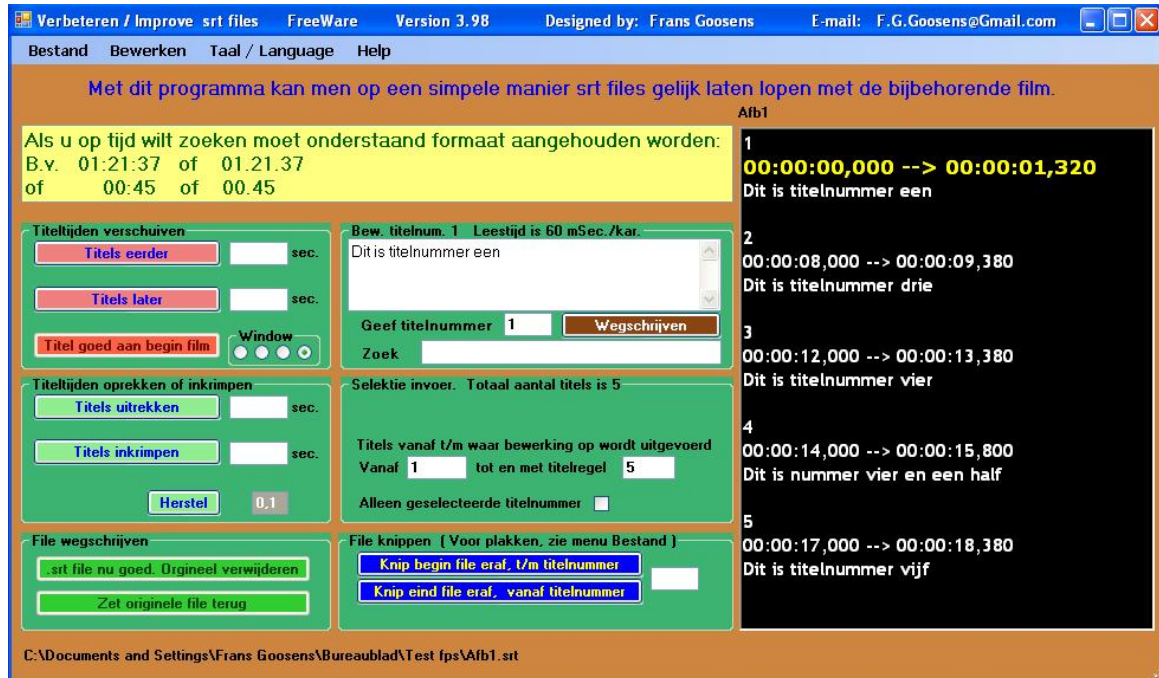 Verbeteren / Improve srt files FreeWare Version 3.98 Designed by: Frans Goosens E-mail: F.G.Goosens@Gmail.com
Bestand Bewerken Taal / Language Help
Met dit programma kan men op een simpele manier srt files gelijk laten lopen met de bijbehorende film.
Als u op tijd wilt zoeken moet onderstaand formaat aangehouden worden:
B.v. 01:21:37 of 01.21.37
of 00:45 of 00.45
Titeltijden verschuiven
Titels eerder sec.
Titels later sec.
Titel goed aan begin film Window
Bew. titelnum. 1 Leestijd is 60 mSec./kar.
Dit is titelnummer een
Geef titelnummer 1 Wegschrijven
Zoek
Titeltijden oprekken of inkrimpen
Titels uitrekken sec.
Titels inkrimpen sec.
Herstel 0,1
Selektie invoer. Totaal aantal titels is 5
Titels vanaf t/m waar bewerking op wordt uitgevoerd
Vanaf 1 tot en met titelregel 5
Alleen geselecteerde titelnummer
File wegschrijven
.srt file nu goed. Orgineel verwijderen
Zet originele file terug
File knippen ( Voor plakken, zie menu Bestand )
Knip begin file eraf, t/m titelnummer
Knip eind file eraf, vanaf titelnummer
Afb1
1
00:00:00,000 --> 00:00:01,320
Dit is titelnummer een
2
00:00:08,000 --> 00:00:09,380
Dit is titelnummer drie
3
00:00:12,000 --> 00:00:13,380
Dit is titelnummer vier
4
00:00:14,000 --> 00:00:15,800
Dit is nummer vier en een half
5
00:00:17,000 --> 00:00:18,380
Dit is titelnummer vijf
C:\Documents and Settings\Frans Goosens\Bureaublad\Test fps\Afb1.srt